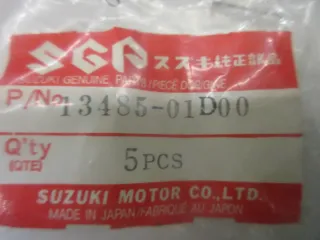 SGP スズキ純正部品
SUZUKI GENUINE PARTS/PIECE D'ORIGINE
P/No. 13485-01D00
Q'ty (QTE) 5PCS
SUZUKI MOTOR CO.,LTD.
MADE IN JAPAN/FABRIQUÉ AU JAPON